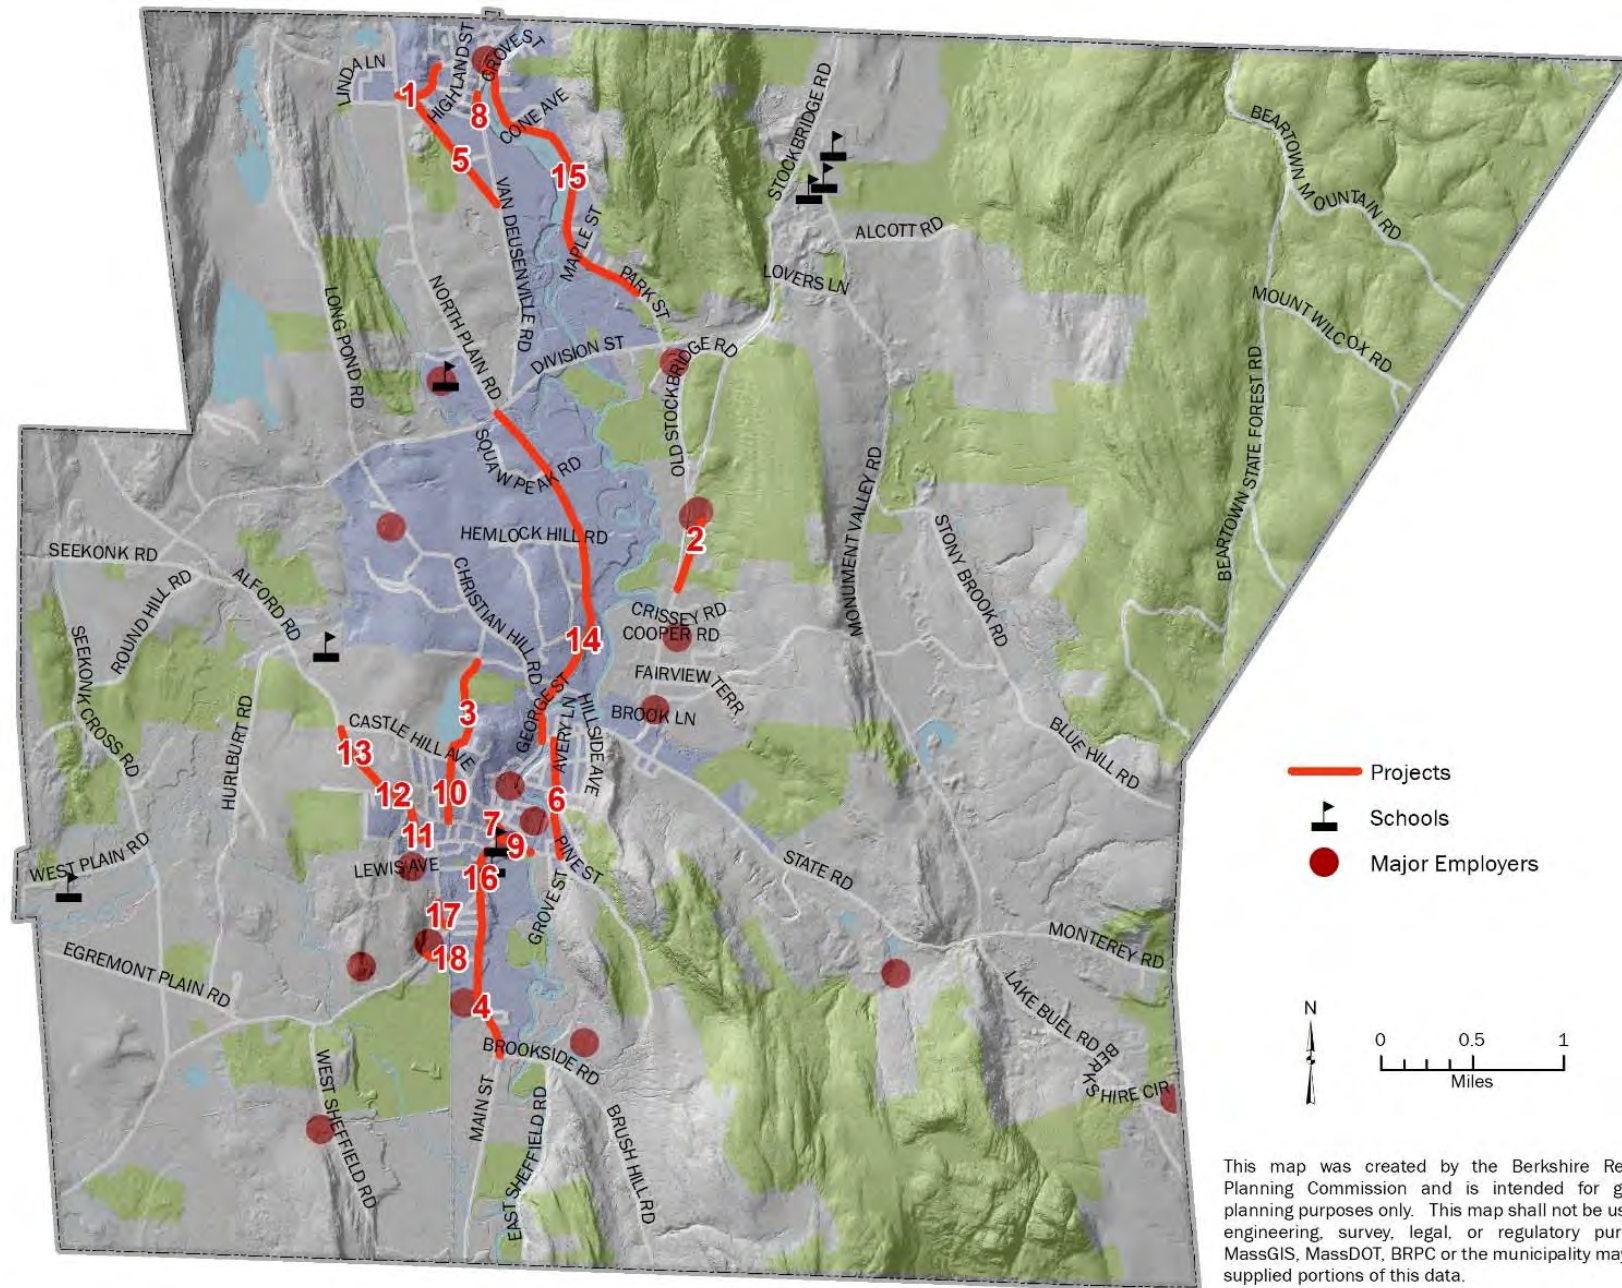 LINDA LN
HIGHLAND ST
GROVE ST
1
8
CONE AVE
5
15
STOCKBRIDGE RD
BEARTOWN MOUNTAIN RD
VAN DEUSENVILLE RD
MAPLE ST
ALCOTT RD
PARK ST
LOVERS LN
LONG POND RD
NORTH PLAIN RD
MOUNT WILCOX RD
DIVISION ST
OLD STOCKBRIDGE RD
BEARTOWN STATE FOREST RD
SQUAW PEAK RD
MONUMENT VALLEY RD
HEMLOCK HILL RD
2
STONY BROOK RD
SEEKONK RD
ROUND HILL RD
ALFORD RD
CHRISTIAN HILL RD
CRISSEY RD
COOPER RD
14
SEEKONK CROSS RD
FAIRVIEW TERR
HURLBURT RD
3
GEORGE ST
AVERY LN
HILLSIDE AVE
BROOK LN
CASTLE HILL AVE
BLUE HILL RD
13
12
10
6
Projects
11
7
9
Schools
WEST PLAIN RD
LEWIS AVE
16
PINE ST
GROVE ST
STATE RD
Major Employers
17
18
EGREMONT PLAIN RD
MONTEREY RD
4
LAKE BUEL RD
BERKSHIRE CIR
BROOKSIDE RD
WEST SHEFFIELD RD
MAIN ST
EAST SHEFFIELD RD
BRUSH HILL RD
N
0 0.5 1
Miles
This map was created by the Berkshire Re
Planning Commission and is intended for g
planning purposes only. This map shall not be us
engineering, survey, legal, or regulatory pur
MassGIS, MassDOT, BRPC or the municipality may
supplied portions of this data.